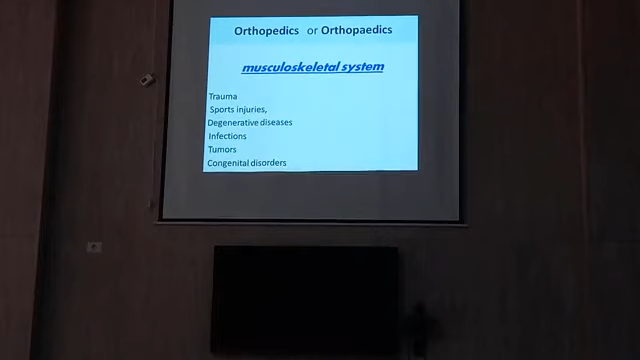 Orthopedics or Orthopaedics
musculoskeletal system
Trauma
Sports injuries,
Degenerative diseases
Infections
Tumors
Congenital disorders